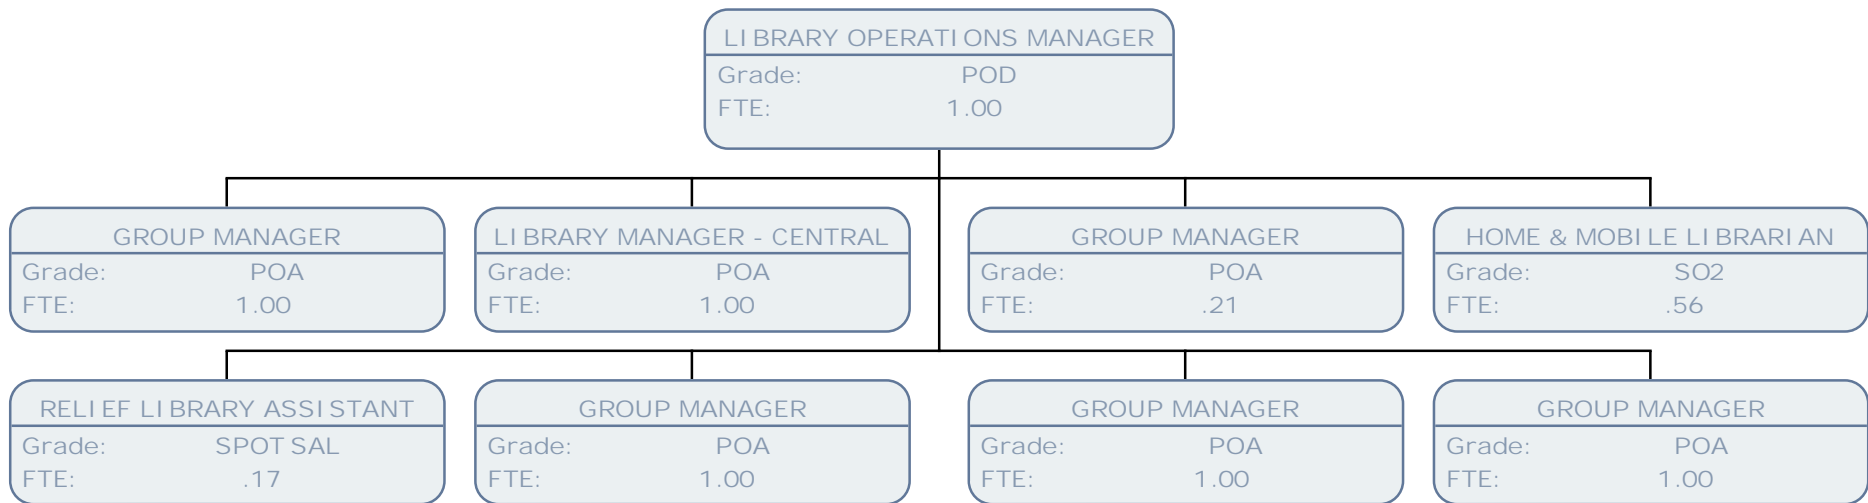 LIBRARY OPERATIONS MANAGER
Grade: POD
FTE: 1.00
GROUP MANAGER
Grade: POA
FTE: 1.00
LIBRARY MANAGER - CENTRAL
Grade: POA
FTE: 1.00
GROUP MANAGER
Grade: POA
FTE: .21
HOME & MOBILE LIBRARIAN
Grade: SO2
FTE: .56
RELIEF LIBRARY ASSISTANT
Grade: SPOT SAL
FTE: .17
GROUP MANAGER
Grade: POA
FTE: 1.00
GROUP MANAGER
Grade: POA
FTE: 1.00
GROUP MANAGER
Grade: POA
FTE: 1.00